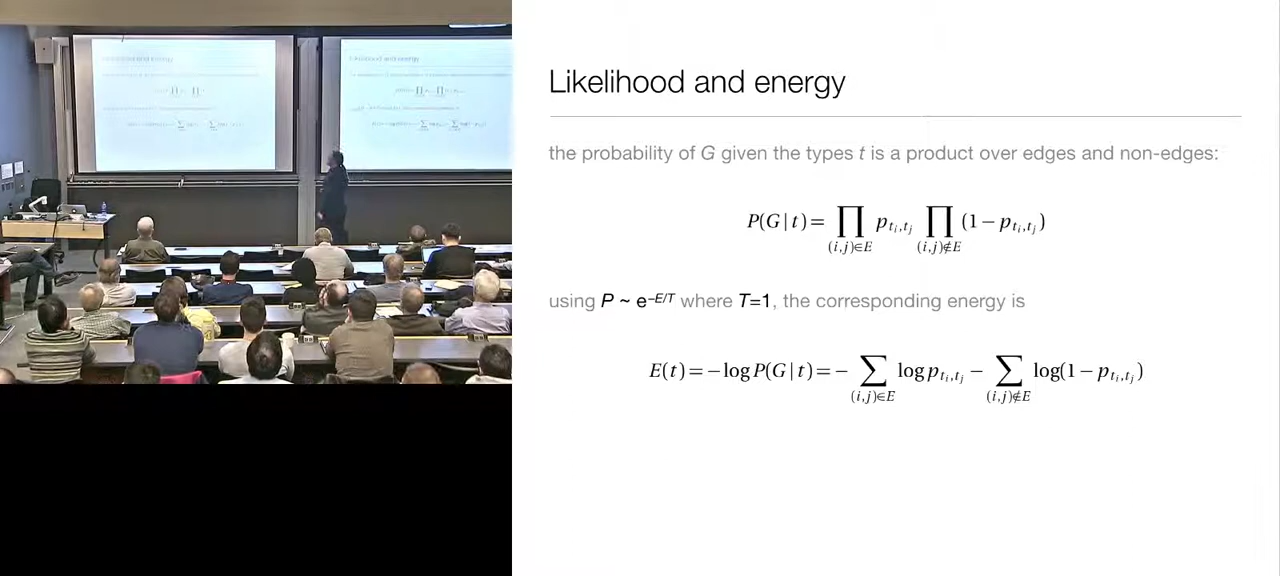 Likelihood and energy
the probability of G given the types t is a product over edges and non-edges:
P(G|t) = ∏_{(i,j)∈E} p_{t_i,t_j} ∏_{(i,j)∉E} (1 − p_{t_i,t_j})
using P ~ e^{−E/T} where T=1, the corresponding energy is
E(t) = −log P(G|t) = − ∑_{(i,j)∈E} log p_{t_i,t_j} − ∑_{(i,j)∉E} log(1 − p_{t_i,t_j})